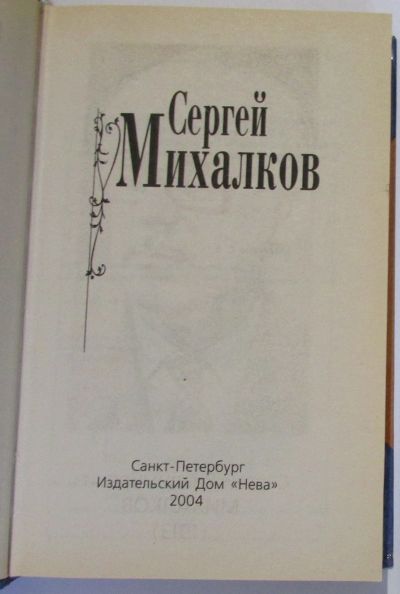 Сергей
Михалков
Санкт-Петербург
Издательский Дом «Нева»
2004